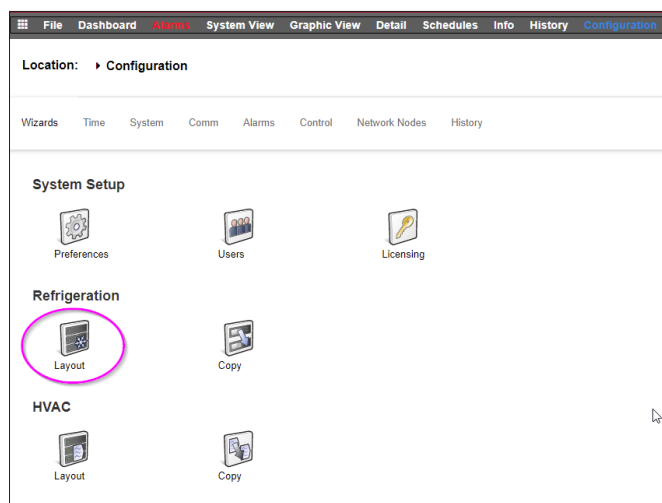 File Dashboard Alarms System View Graphic View Detail Schedules Info History Configuration
Location: Configuration
Wizards Time System Comm Alarms Control Network Nodes History
System Setup
Preferences Users Licensing
Refrigeration
Layout Copy
HVAC
Layout Copy